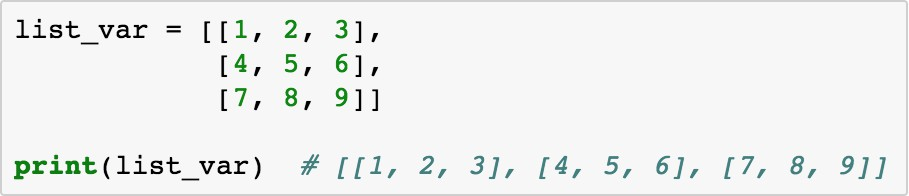 list_var = [[1, 2, 3],
            [4, 5, 6],
            [7, 8, 9]]
print(list_var)  # [[1, 2, 3], [4, 5, 6], [7, 8, 9]]